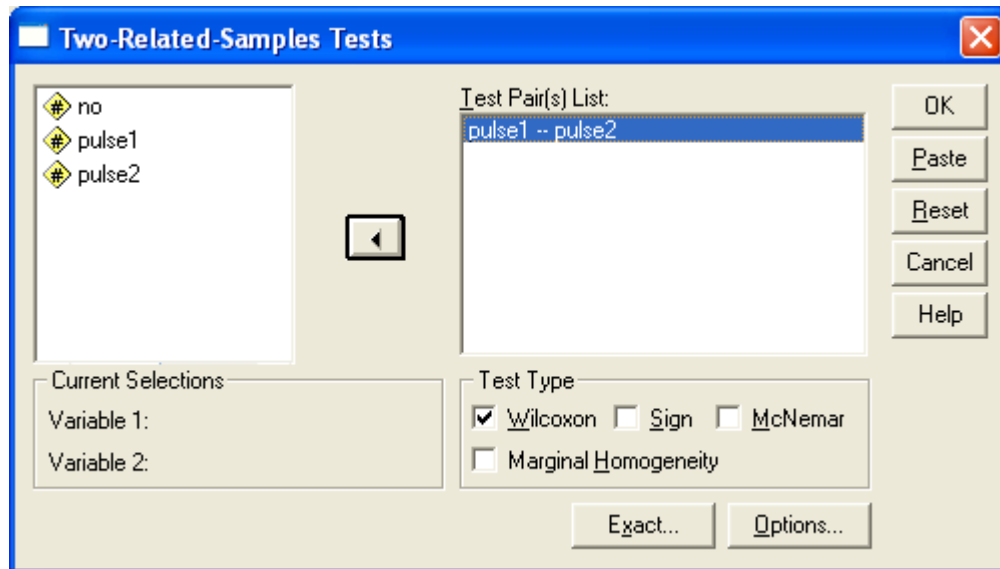 Two-Related-Samples Tests
no
pulse1
pulse2
Test Pair(s) List:
pulse1 -- pulse2
OK
Paste
Reset
Cancel
Help
Current Selections
Variable 1:
Variable 2:
Test Type
Wilcoxon Sign McNemar
Marginal Homogeneity
Exact... Options...